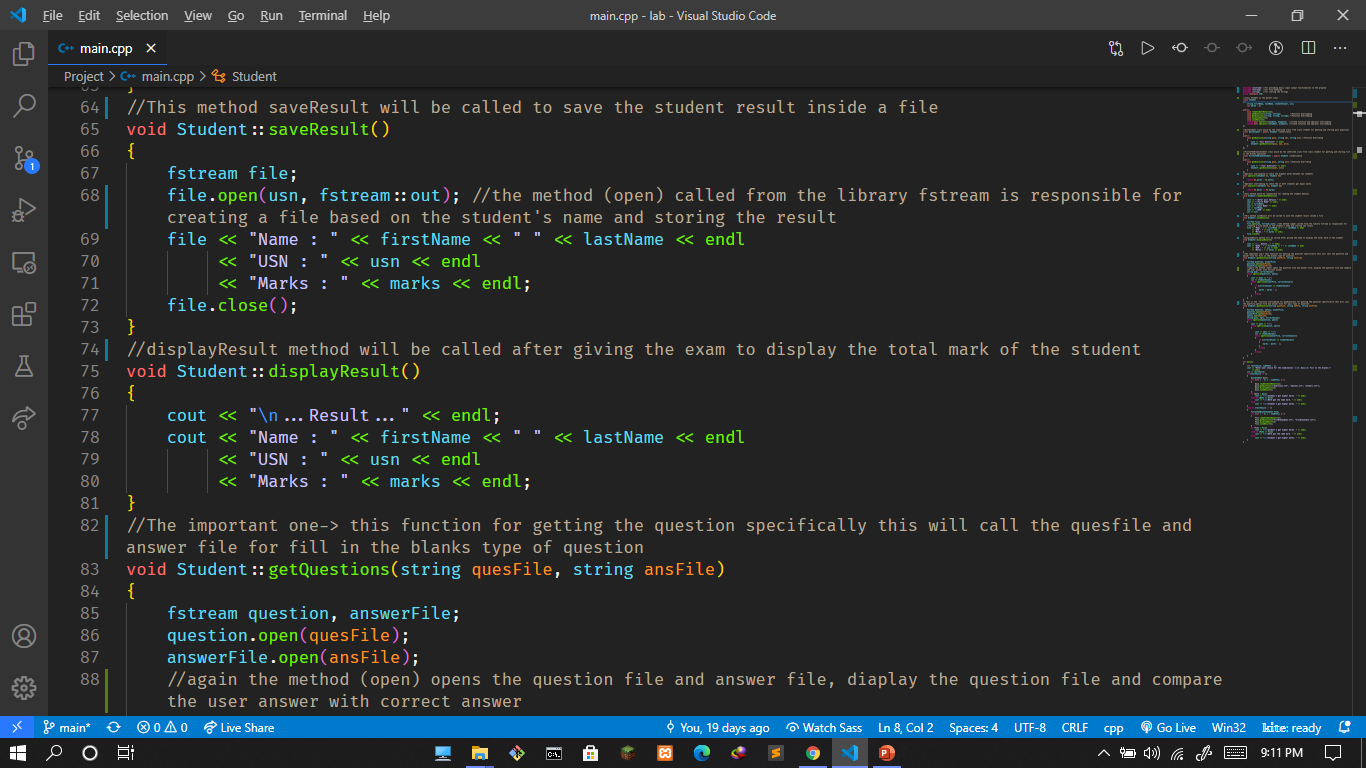 File Edit Selection View Go Run Terminal Help main.cpp - lab - Visual Studio Code
main.cpp
Project > main.cpp > Student
64 //This method saveResult will be called to save the student result inside a file
65 void Student::saveResult()
66 {
67 fstream file;
68 file.open(usn, fstream::out); //the method (open) called from the library fstream is responsible for
creating a file based on the student's name and storing the result
69 file << "Name : " << firstName << " " << lastName << endl
70 << "USN : " << usn << endl
71 << "Marks : " << marks << endl;
72 file.close();
73 }
74 //displayResult method will be called after giving the exam to display the total mark of the student
75 void Student::displayResult()
76 {
77 cout << "\n...Result..." << endl;
78 cout << "Name : " << firstName << " " << lastName << endl
79 << "USN : " << usn << endl
80 << "Marks : " << marks << endl;
81 }
82 //The important one-> this function for getting the question specifically this will call the quesfile and
answer file for fill in the blanks type of question
83 void Student::getQuestions(string quesFile, string ansFile)
84 {
85 fstream question, answerFile;
86 question.open(quesFile);
87 answerFile.open(ansFile);
88 //again the method (open) opens the question file and answer file, diaplay the question file and compare
the user answer with correct answer
1
main* 0 0 Live Share You, 19 days ago Watch Sass Ln 8, Col 2 Spaces: 4 UTF-8 CRLF cpp Go Live Win32 kite: ready
9:11 PM